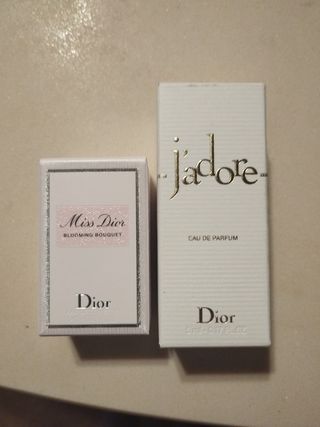 Miss Dior
BLOOMING BOUQUET
Dior
j'adore
EAU DE PARFUM
Dior